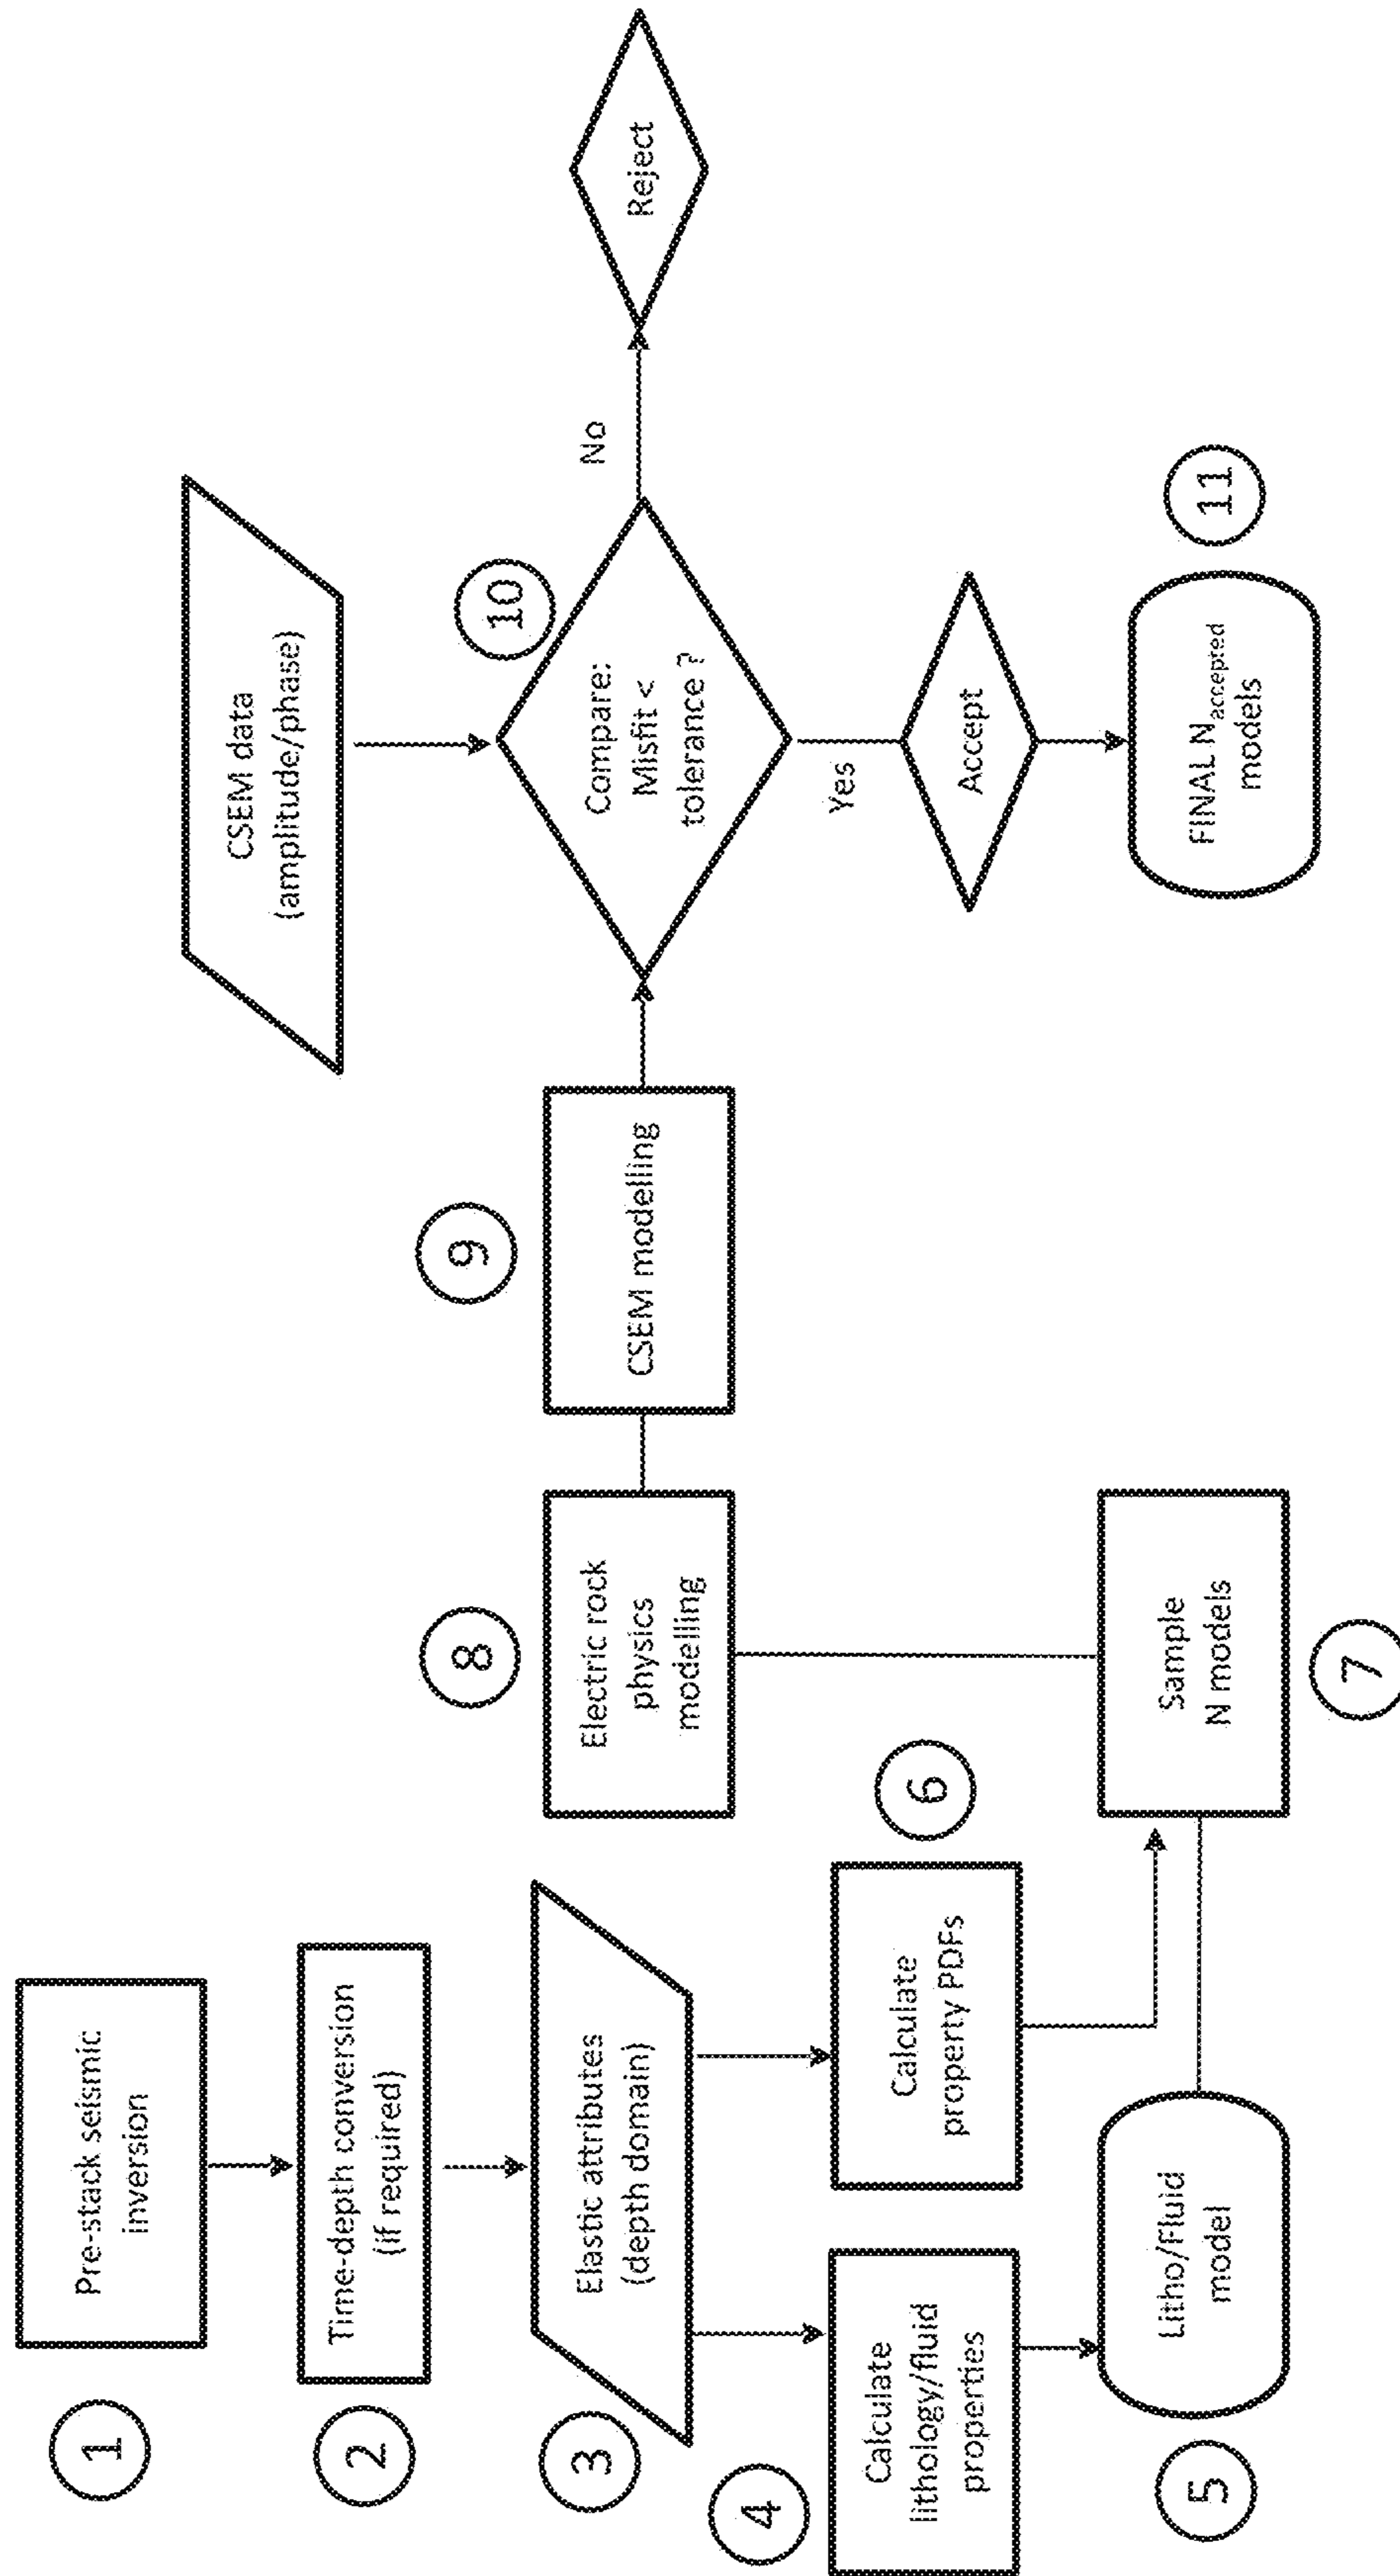 1
Pre-stack seismic
inversion
2
Time-depth conversion
(if required)
3
Elastic attributes
(depth domain)
4
Calculate
lithology/fluid
properties
5
Litho/Fluid
model
6
Calculate
property PDFs
7
Sample
N models
8
Electric rock
physics
modelling
9
CSEM modelling
CSEM data
(amplitude/phase)
10
Compare:
Misfit <
tolerance ?
No
Reject
Yes
Accept
11
FINAL Naccepted
models